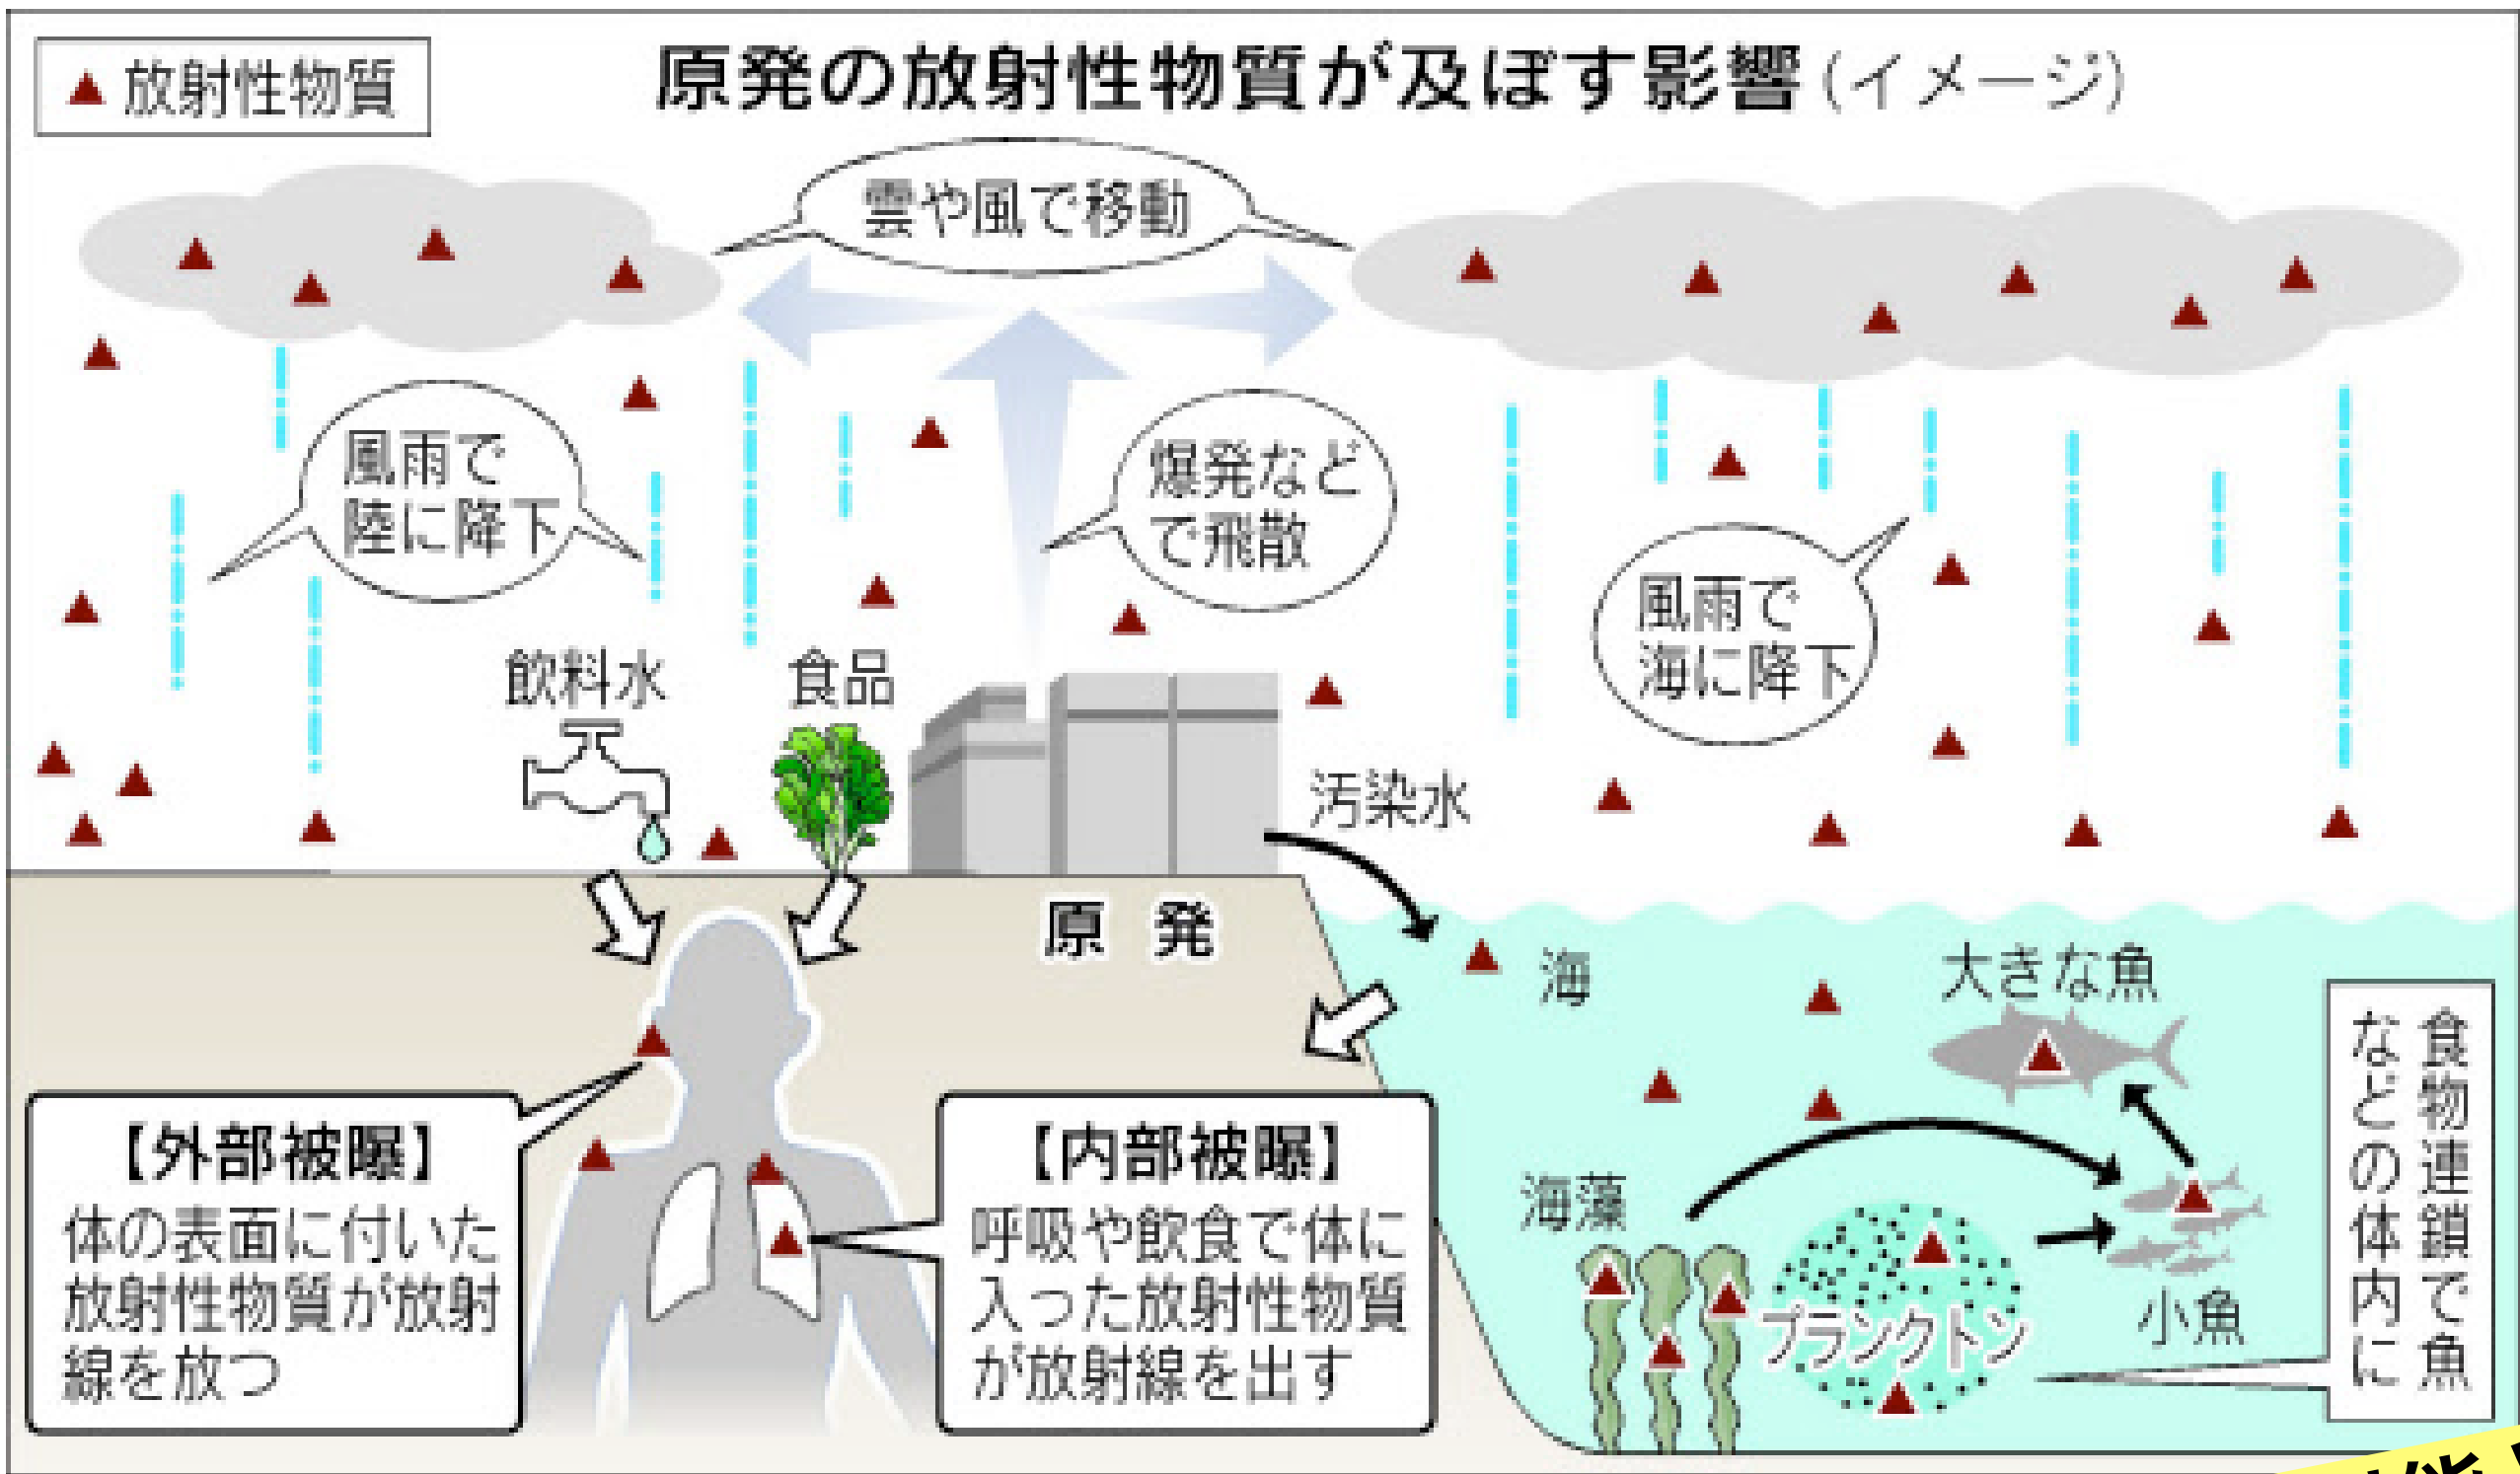 ▲放射性物質
原発の放射性物質が及ぼす影響(イメージ)
雲や風で移動
風雨で
陸に降下
爆発など
で飛散
風雨で
海に降下
飲料水
食品
汚染水
原発
海
大きな魚
食物連鎖で魚
などの体内に
【外部被曝】
体の表面に付いた
放射性物質が放射
線を放つ
【内部被曝】
呼吸や飲食で体に
入った放射性物質
が放射線を出す
海藻
プランクトン
小魚